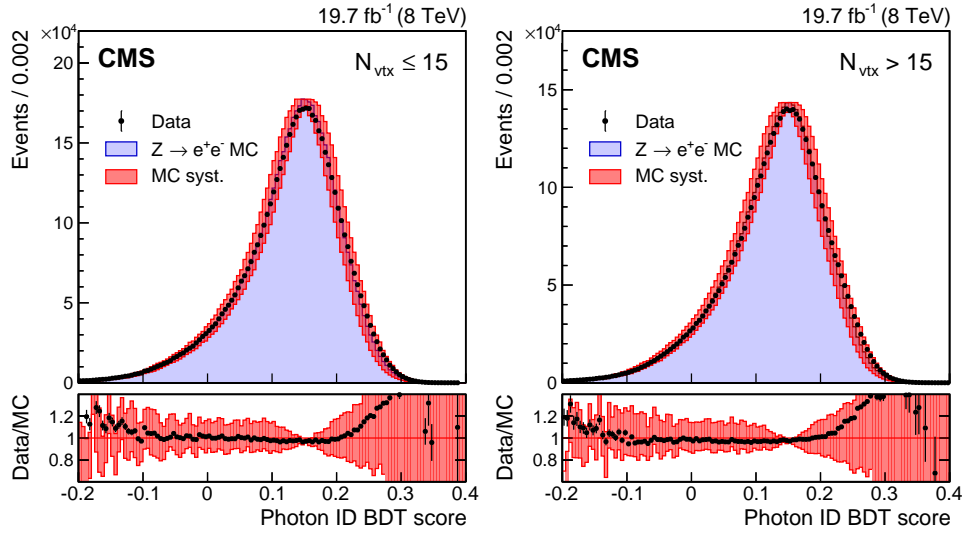 19.7 fb⁻¹ (8 TeV)
×10⁴
CMS
N_vtx ≤ 15
Events / 0.002
20
15
10
5
0
Data
Z → e⁺e⁻ MC
MC syst.
Data/MC
1.2
1
0.8
-0.2 -0.1 0 0.1 0.2 0.3 0.4
Photon ID BDT score
19.7 fb⁻¹ (8 TeV)
×10⁴
CMS
N_vtx > 15
Events / 0.002
15
10
5
0
Data
Z → e⁺e⁻ MC
MC syst.
Data/MC
1.2
1
0.8
-0.2 -0.1 0 0.1 0.2 0.3 0.4
Photon ID BDT score